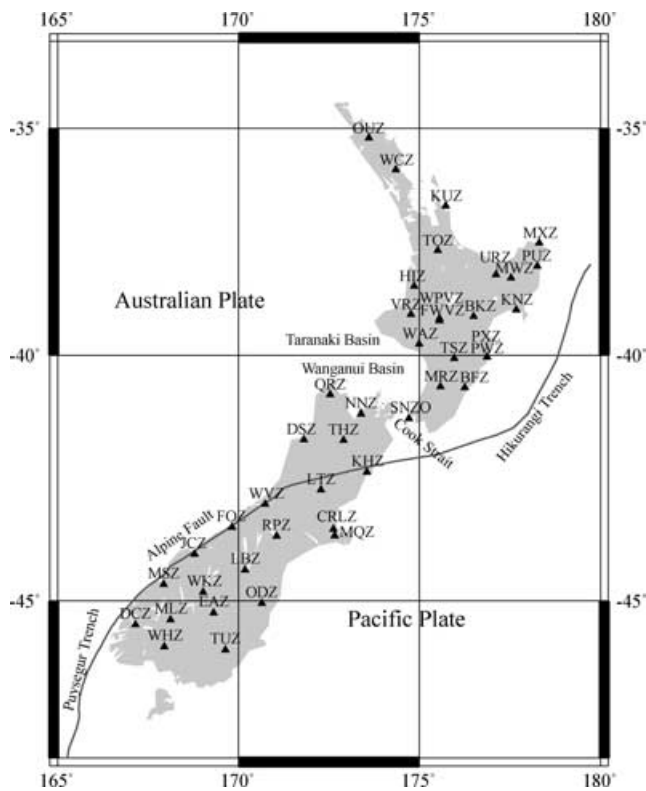 165˚ 170˚ 175˚ 180˚
-35˚ -35˚
OUZ
WCZ
KUZ
MXZ
TOZ
PUZ
URZ
MWZ
HIZ
Australian Plate
WPVZ
VRZ
FWVZ
BKZ
KNZ
WAZ
Taranaki Basin
PXZ
TSZ
PWZ
-40˚ -40˚
Wanganui Basin
MRZ
BFZ
QRZ
NNZ
SNZO
Cook Strait
Hikurangi Trench
DSZ
THZ
KHZ
LTZ
WVZ
FOZ
CRLZ
Alping Fault
RPZ
MQZ
JCZ
LBZ
MSZ
WKZ
EAZ
ODZ
-45˚ -45˚
DCZ
MLZ
Pacific Plate
WHZ
TUZ
Puysegur Trench
165˚ 170˚ 175˚ 180˚